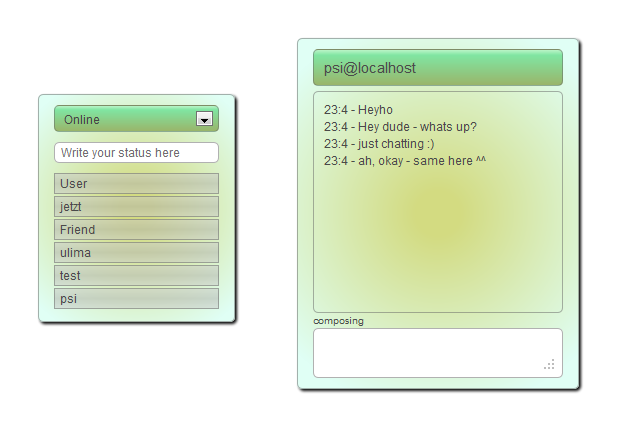 Online
Write your status here
User
jetzt
Friend
ulima
test
psi
psi@localhost
23:4 - Heyho
23:4 - Hey dude - whats up?
23:4 - just chatting :)
23:4 - ah, okay - same here ^^
composing